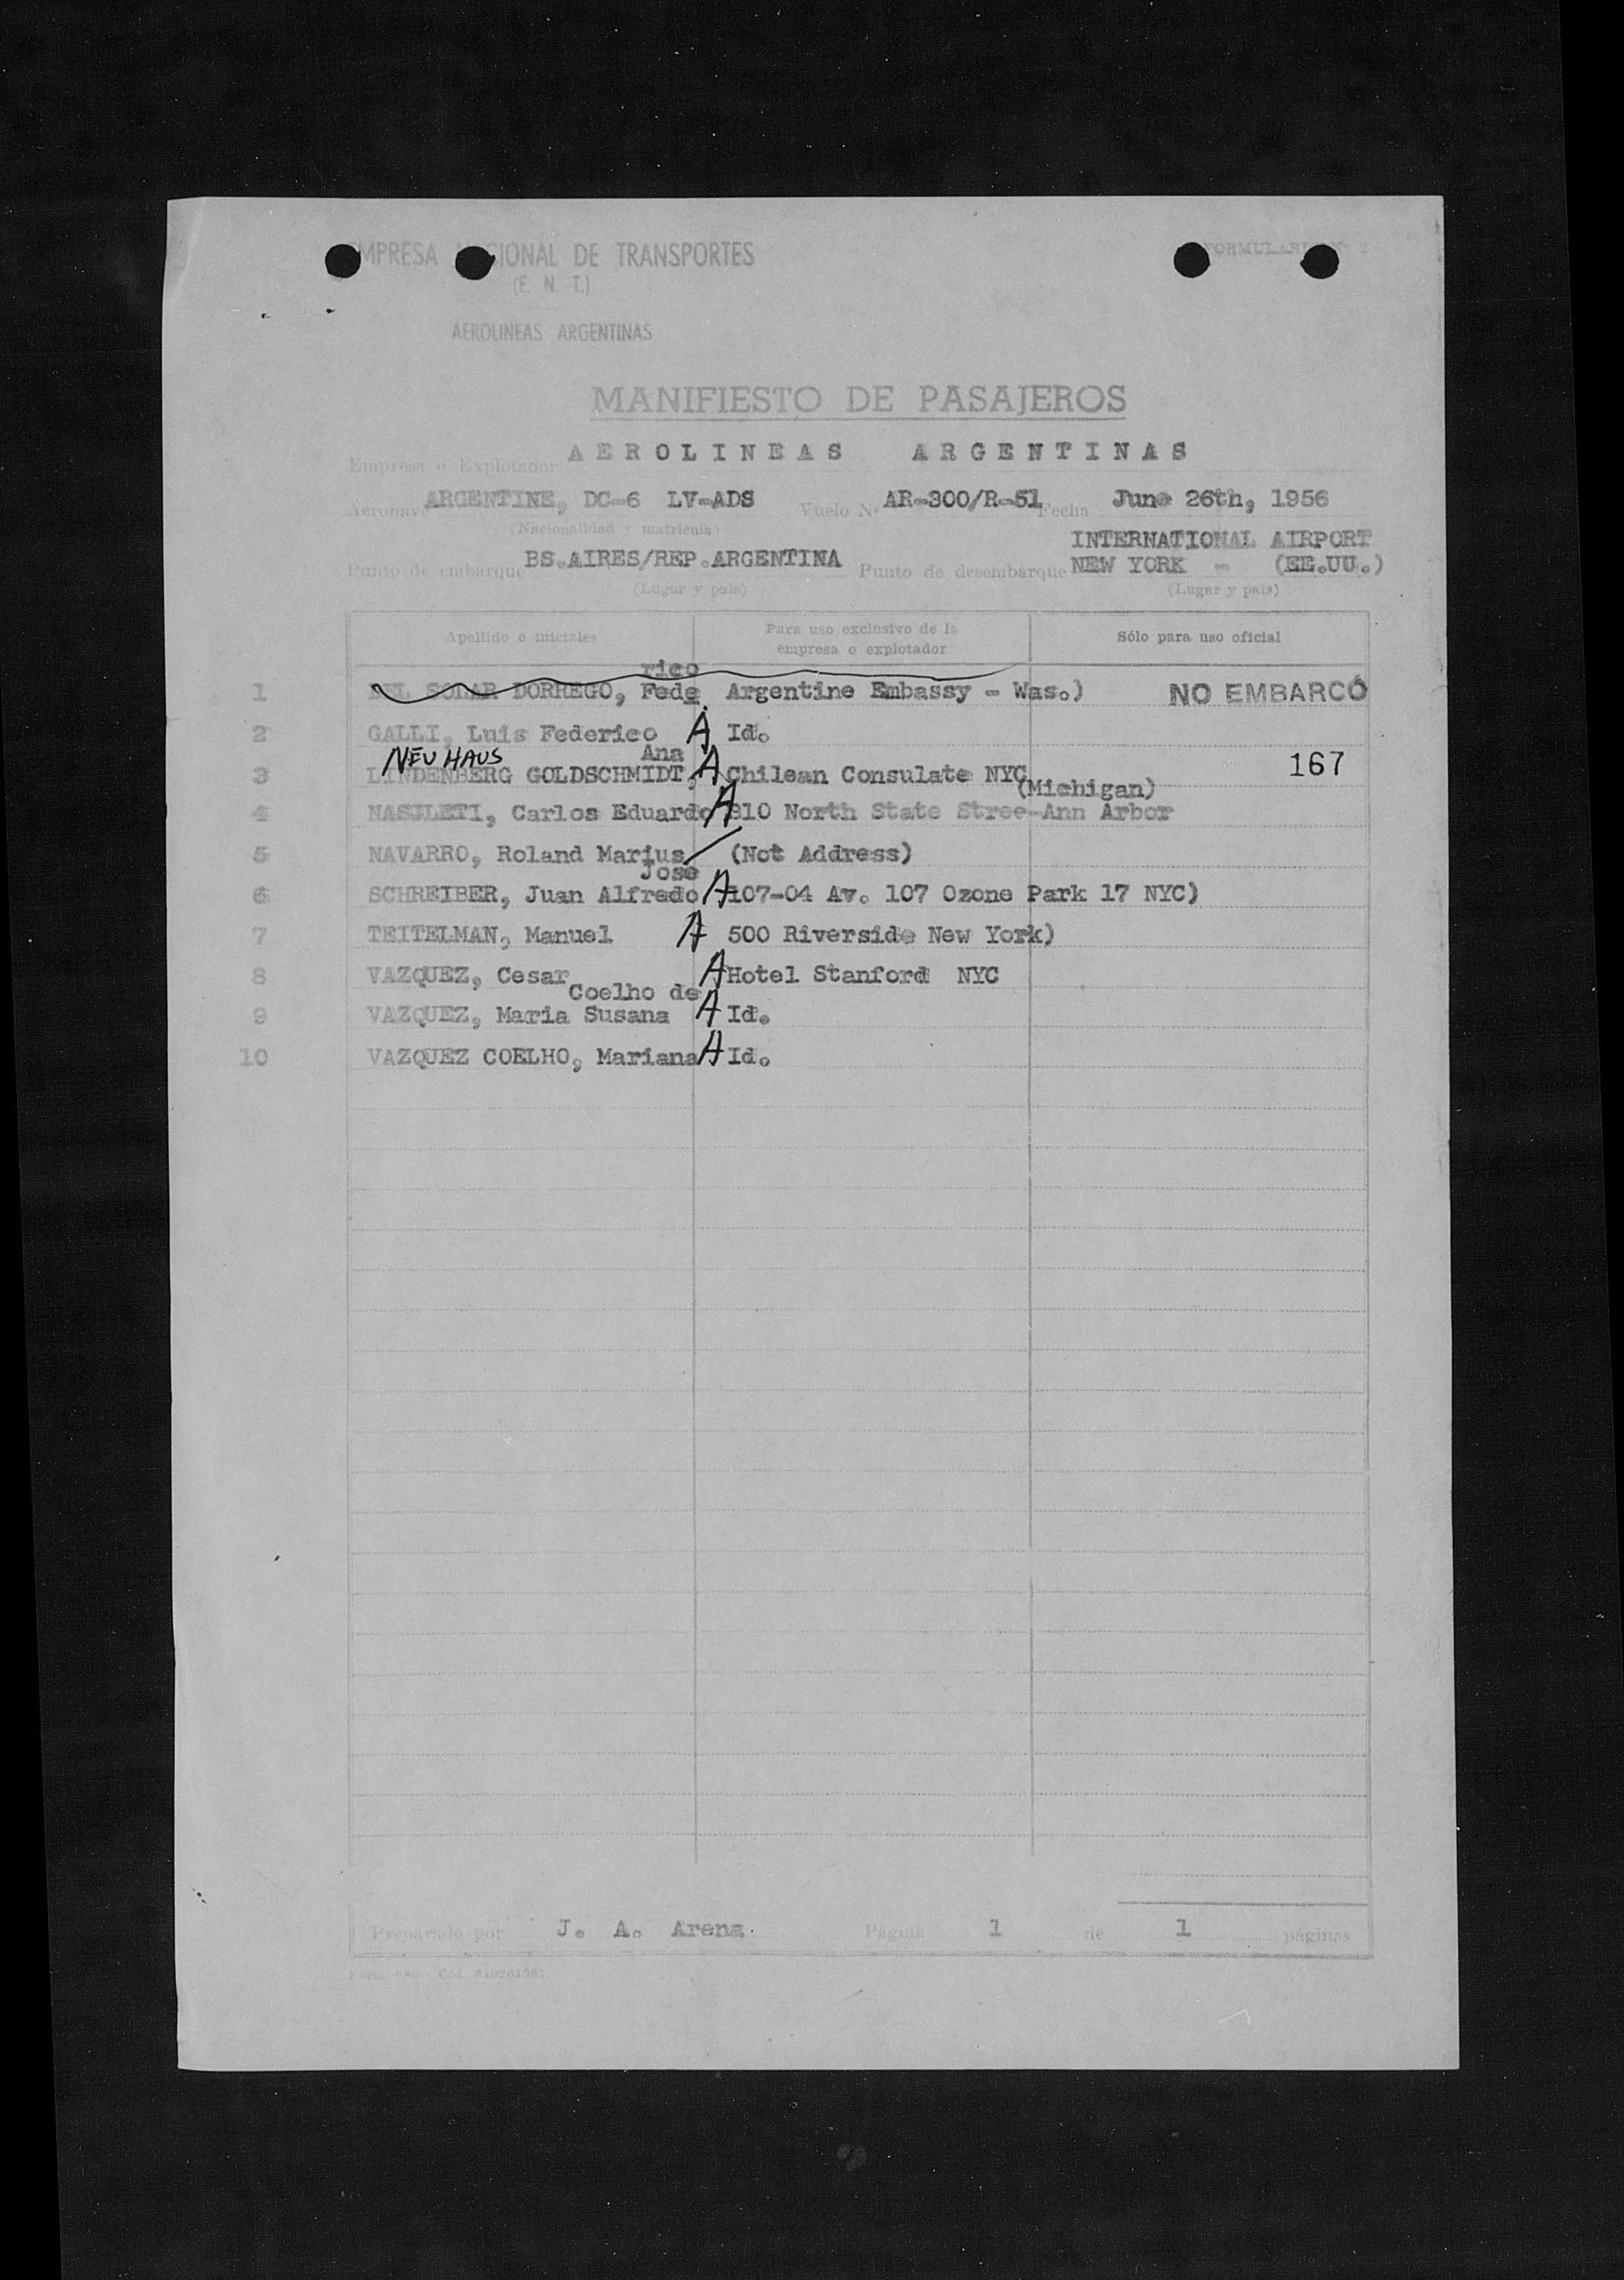 EMPRESA NACIONAL DE TRANSPORTES
(E. N. T.)
AEROLINEAS ARGENTINAS
MANIFIESTO DE PASAJEROS
Empresa o Explotador AEROLINEAS ARGENTINAS
Aeronave ARGENTINE, DC-6 LV-ADS Vuelo Nº AR-300/R-51 Fecha June 26th, 1956
(Nacionalidad y matrícula)
INTERNATIONAL AIRPORT
Punto de embarque BS.AIRES/REP.ARGENTINA Punto de desembarque NEW YORK - (EE.UU.)
(Lugar y país) (Lugar y país)
Apellido e iniciales Para uso exclusivo de la empresa o explotador Sólo para uso oficial
rico
1 DEL SOLAR DORREGO, Fede Argentine Embassy - Was.) NO EMBARCÓ
2 GALLI, Luis Federico A Id.
NEUHAUS Ana
3 LINDENBERG GOLDSCHMIDT, A Chilean Consulate NYC 167
(Michigan)
4 NASJLETI, Carlos Eduardo A 810 North State Stree-Ann Arbor
5 NAVARRO, Roland Marius (Not Address)
Jose
6 SCHREIBER, Juan Alfredo A 107-04 Av. 107 Ozone Park 17 NYC)
7 TEITELMAN, Manuel A 500 Riverside New York)
8 VAZQUEZ, Cesar A Hotel Stanford NYC
Coelho de
9 VAZQUEZ, Maria Susana A Id.
10 VAZQUEZ COELHO, Mariana A Id.
Preparado por J. A. Arena. Página 1 de 1 páginas